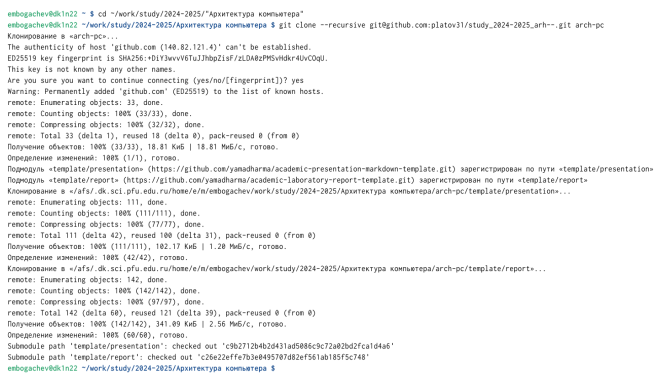 embogachev@dk1n22 ~ $ cd ~/work/study/2024-2025/"Архитектура компьютера"
embogachev@dk1n22 ~/work/study/2024-2025/Архитектура компьютера $ git clone --recursive git@github.com:platov31/study_2024-2025_arh--.git arch-pc
Клонирование в «arch-pc»...
The authenticity of host 'github.com (140.82.121.4)' can't be established.
ED25519 key fingerprint is SHA256:+DiY3wvvV6TuJJhbpZisF/zLDA0zPMSvHdkr4UvCOqU.
This key is not known by any other names.
Are you sure you want to continue connecting (yes/no/[fingerprint])? yes
Warning: Permanently added 'github.com' (ED25519) to the list of known hosts.
remote: Enumerating objects: 33, done.
remote: Counting objects: 100% (33/33), done.
remote: Compressing objects: 100% (32/32), done.
remote: Total 33 (delta 1), reused 18 (delta 0), pack-reused 0 (from 0)
Получение объектов: 100% (33/33), 18.81 КиБ | 18.81 МиБ/с, готово.
Определение изменений: 100% (1/1), готово.
Подмодуль «template/presentation» (https://github.com/yamadharma/academic-presentation-markdown-template.git) зарегистрирован по пути «template/presentation»
Подмодуль «template/report» (https://github.com/yamadharma/academic-laboratory-report-template.git) зарегистрирован по пути «template/report»
Клонирование в «/afs/.dk.sci.pfu.edu.ru/home/e/m/embogachev/work/study/2024-2025/Архитектура компьютера/arch-pc/template/presentation»...
remote: Enumerating objects: 111, done.
remote: Counting objects: 100% (111/111), done.
remote: Compressing objects: 100% (77/77), done.
remote: Total 111 (delta 42), reused 100 (delta 31), pack-reused 0 (from 0)
Получение объектов: 100% (111/111), 102.17 КиБ | 1.20 МиБ/с, готово.
Определение изменений: 100% (42/42), готово.
Клонирование в «/afs/.dk.sci.pfu.edu.ru/home/e/m/embogachev/work/study/2024-2025/Архитектура компьютера/arch-pc/template/report»...
remote: Enumerating objects: 142, done.
remote: Counting objects: 100% (142/142), done.
remote: Compressing objects: 100% (97/97), done.
remote: Total 142 (delta 60), reused 121 (delta 39), pack-reused 0 (from 0)
Получение объектов: 100% (142/142), 341.09 КиБ | 2.56 МиБ/с, готово.
Определение изменений: 100% (60/60), готово.
Submodule path 'template/presentation': checked out 'c9b2712b4b2d431ad5086c9c72a02bd2fca1d4a6'
Submodule path 'template/report': checked out 'c26e22effe7b3e0495707d82ef561ab185f5c748'
embogachev@dk1n22 ~/work/study/2024-2025/Архитектура компьютера $